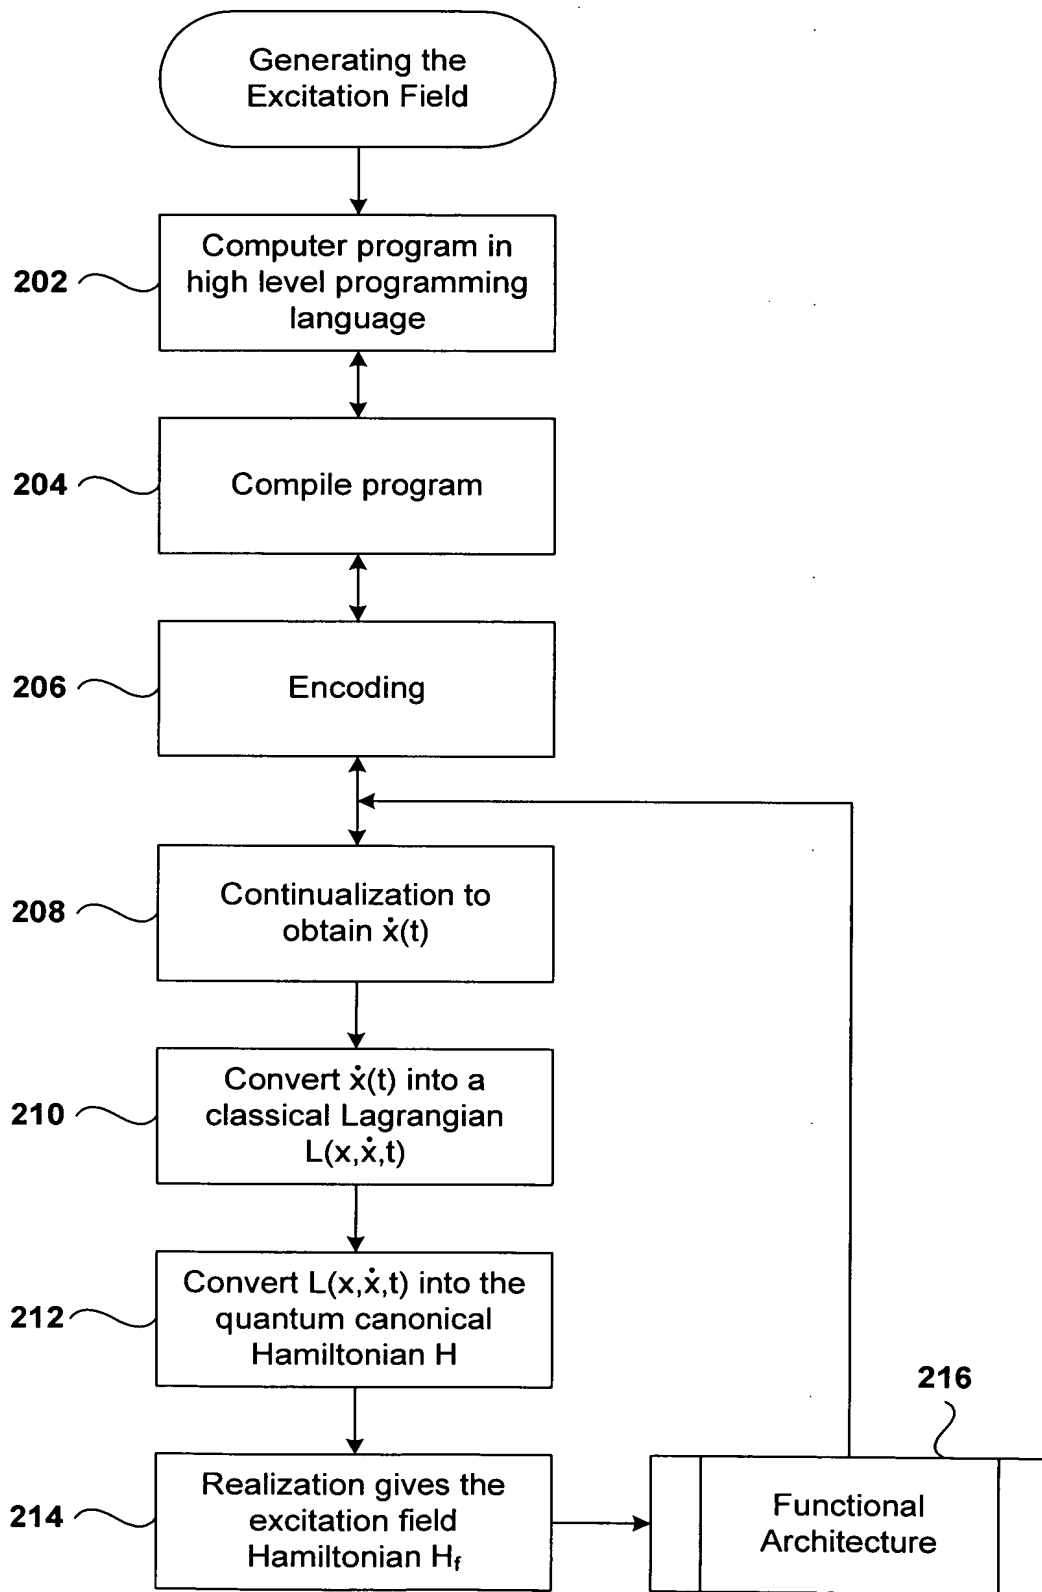 Generating the
Excitation Field
202
Computer program in
high level programming
language
204
Compile program
206
Encoding
208
Continualization to
obtain ẋ(t)
210
Convert ẋ(t) into a
classical Lagrangian
L(x,ẋ,t)
212
Convert L(x,ẋ,t) into the
quantum canonical
Hamiltonian H
214
Realization gives the
excitation field
Hamiltonian H_f
216
Functional
Architecture